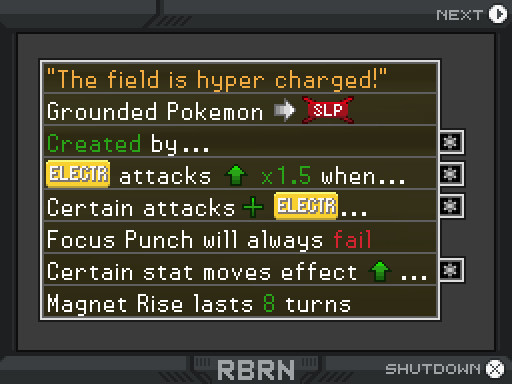 NEXT
"The field is hyper charged!"
Grounded Pokemon SLP
Created by...
ELECTR attacks x1.5 when...
Certain attacks + ELECTR...
Focus Punch will always fail
Certain stat moves effect ...
Magnet Rise lasts 8 turns
RBRN
SHUTDOWN